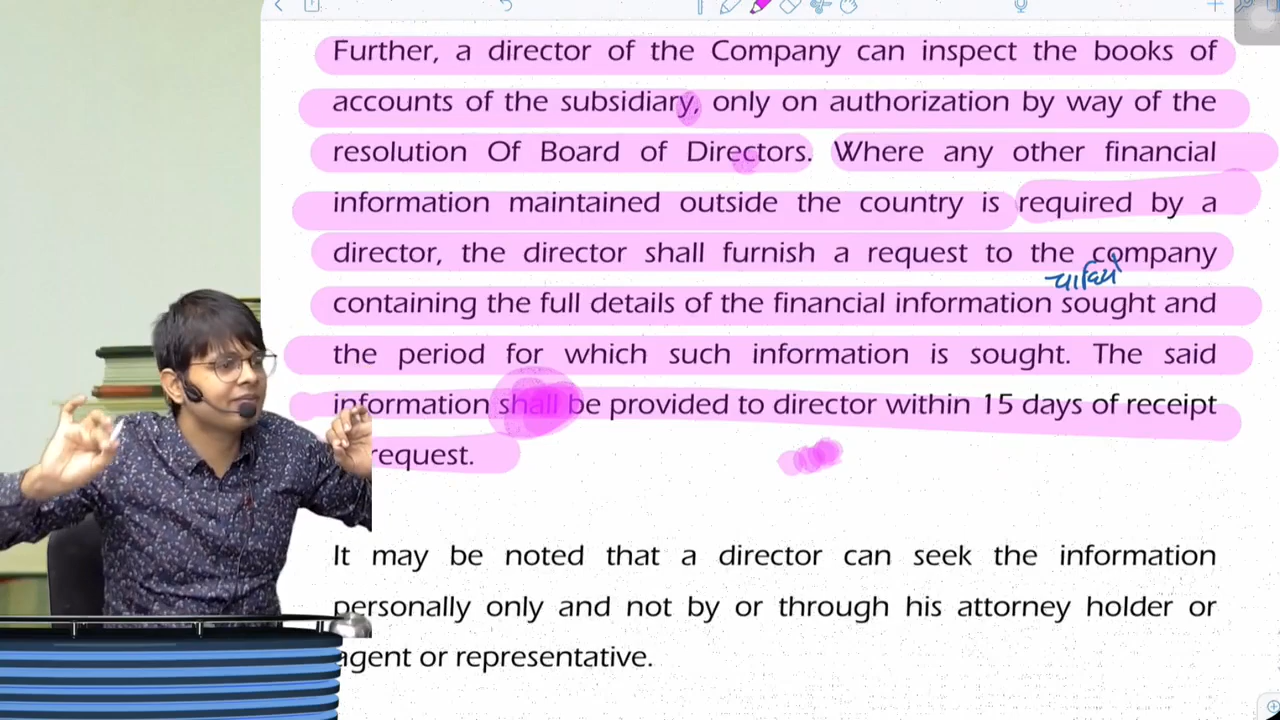 Further, a director of the Company can inspect the books of
accounts of the subsidiary, only on authorization by way of the
resolution Of Board of Directors. Where any other financial
information maintained outside the country is required by a
director, the director shall furnish a request to the company
containing the full details of the financial information sought and
the period for which such information is sought. The said
information shall be provided to director within 15 days of receipt
request.
It may be noted that a director can seek the information
personally only and not by or through his attorney holder or
agent or representative.